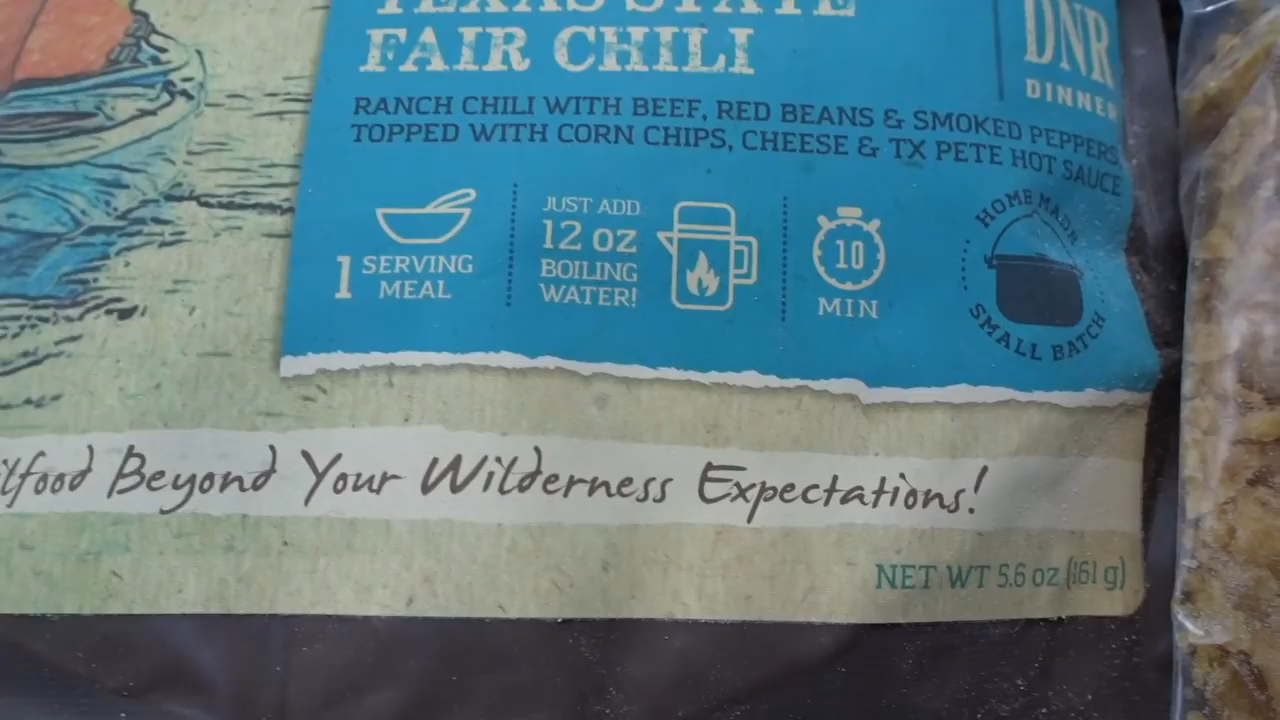 TEXAS STATE
FAIR CHILI
DNR
DINNER
RANCH CHILI WITH BEEF, RED BEANS & SMOKED PEPPERS,
TOPPED WITH CORN CHIPS, CHEESE & TX PETE HOT SAUCE
1 SERVING
MEAL
JUST ADD
12 OZ
BOILING
WATER!
10
MIN
HOME MADE
SMALL BATCH
Beyond Your Wilderness Expectations!
NET WT 5.6 oz (161 g)